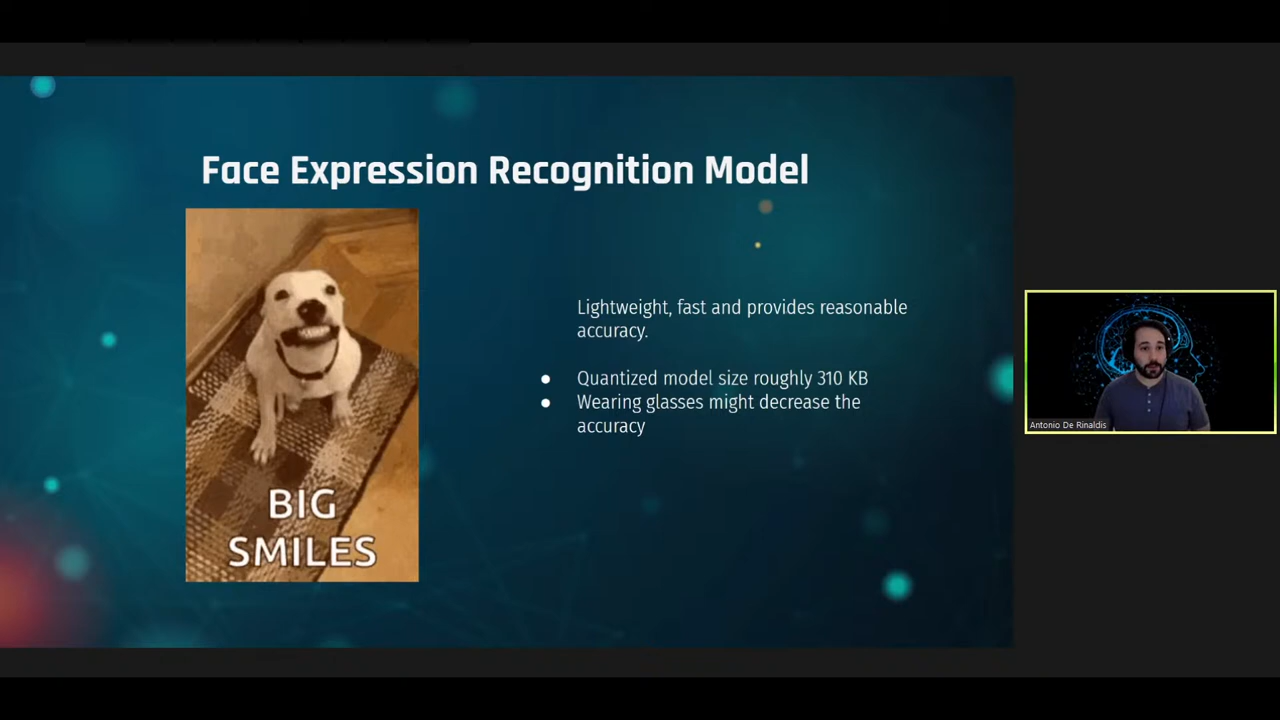 Face Expression Recognition Model
Lightweight, fast and provides reasonable
accuracy.
● Quantized model size roughly 310 KB
● Wearing glasses might decrease the
accuracy
BIG
SMILES
Antonio De Rinaldis